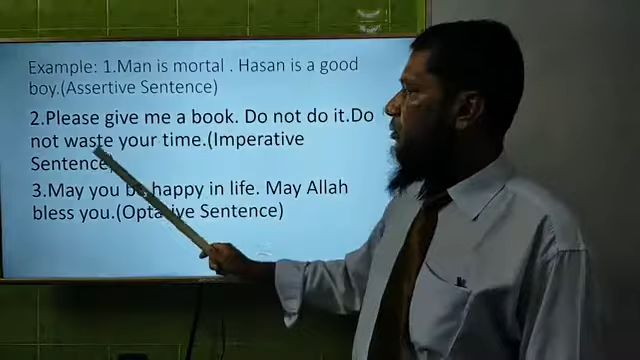 Example: 1.Man is mortal . Hasan is a good
boy.(Assertive Sentence)
2.Please give me a book. Do not do it.Do
not waste your time.(Imperative
Sentence)
3.May you be happy in life. May Allah
bless you.(Optative Sentence)